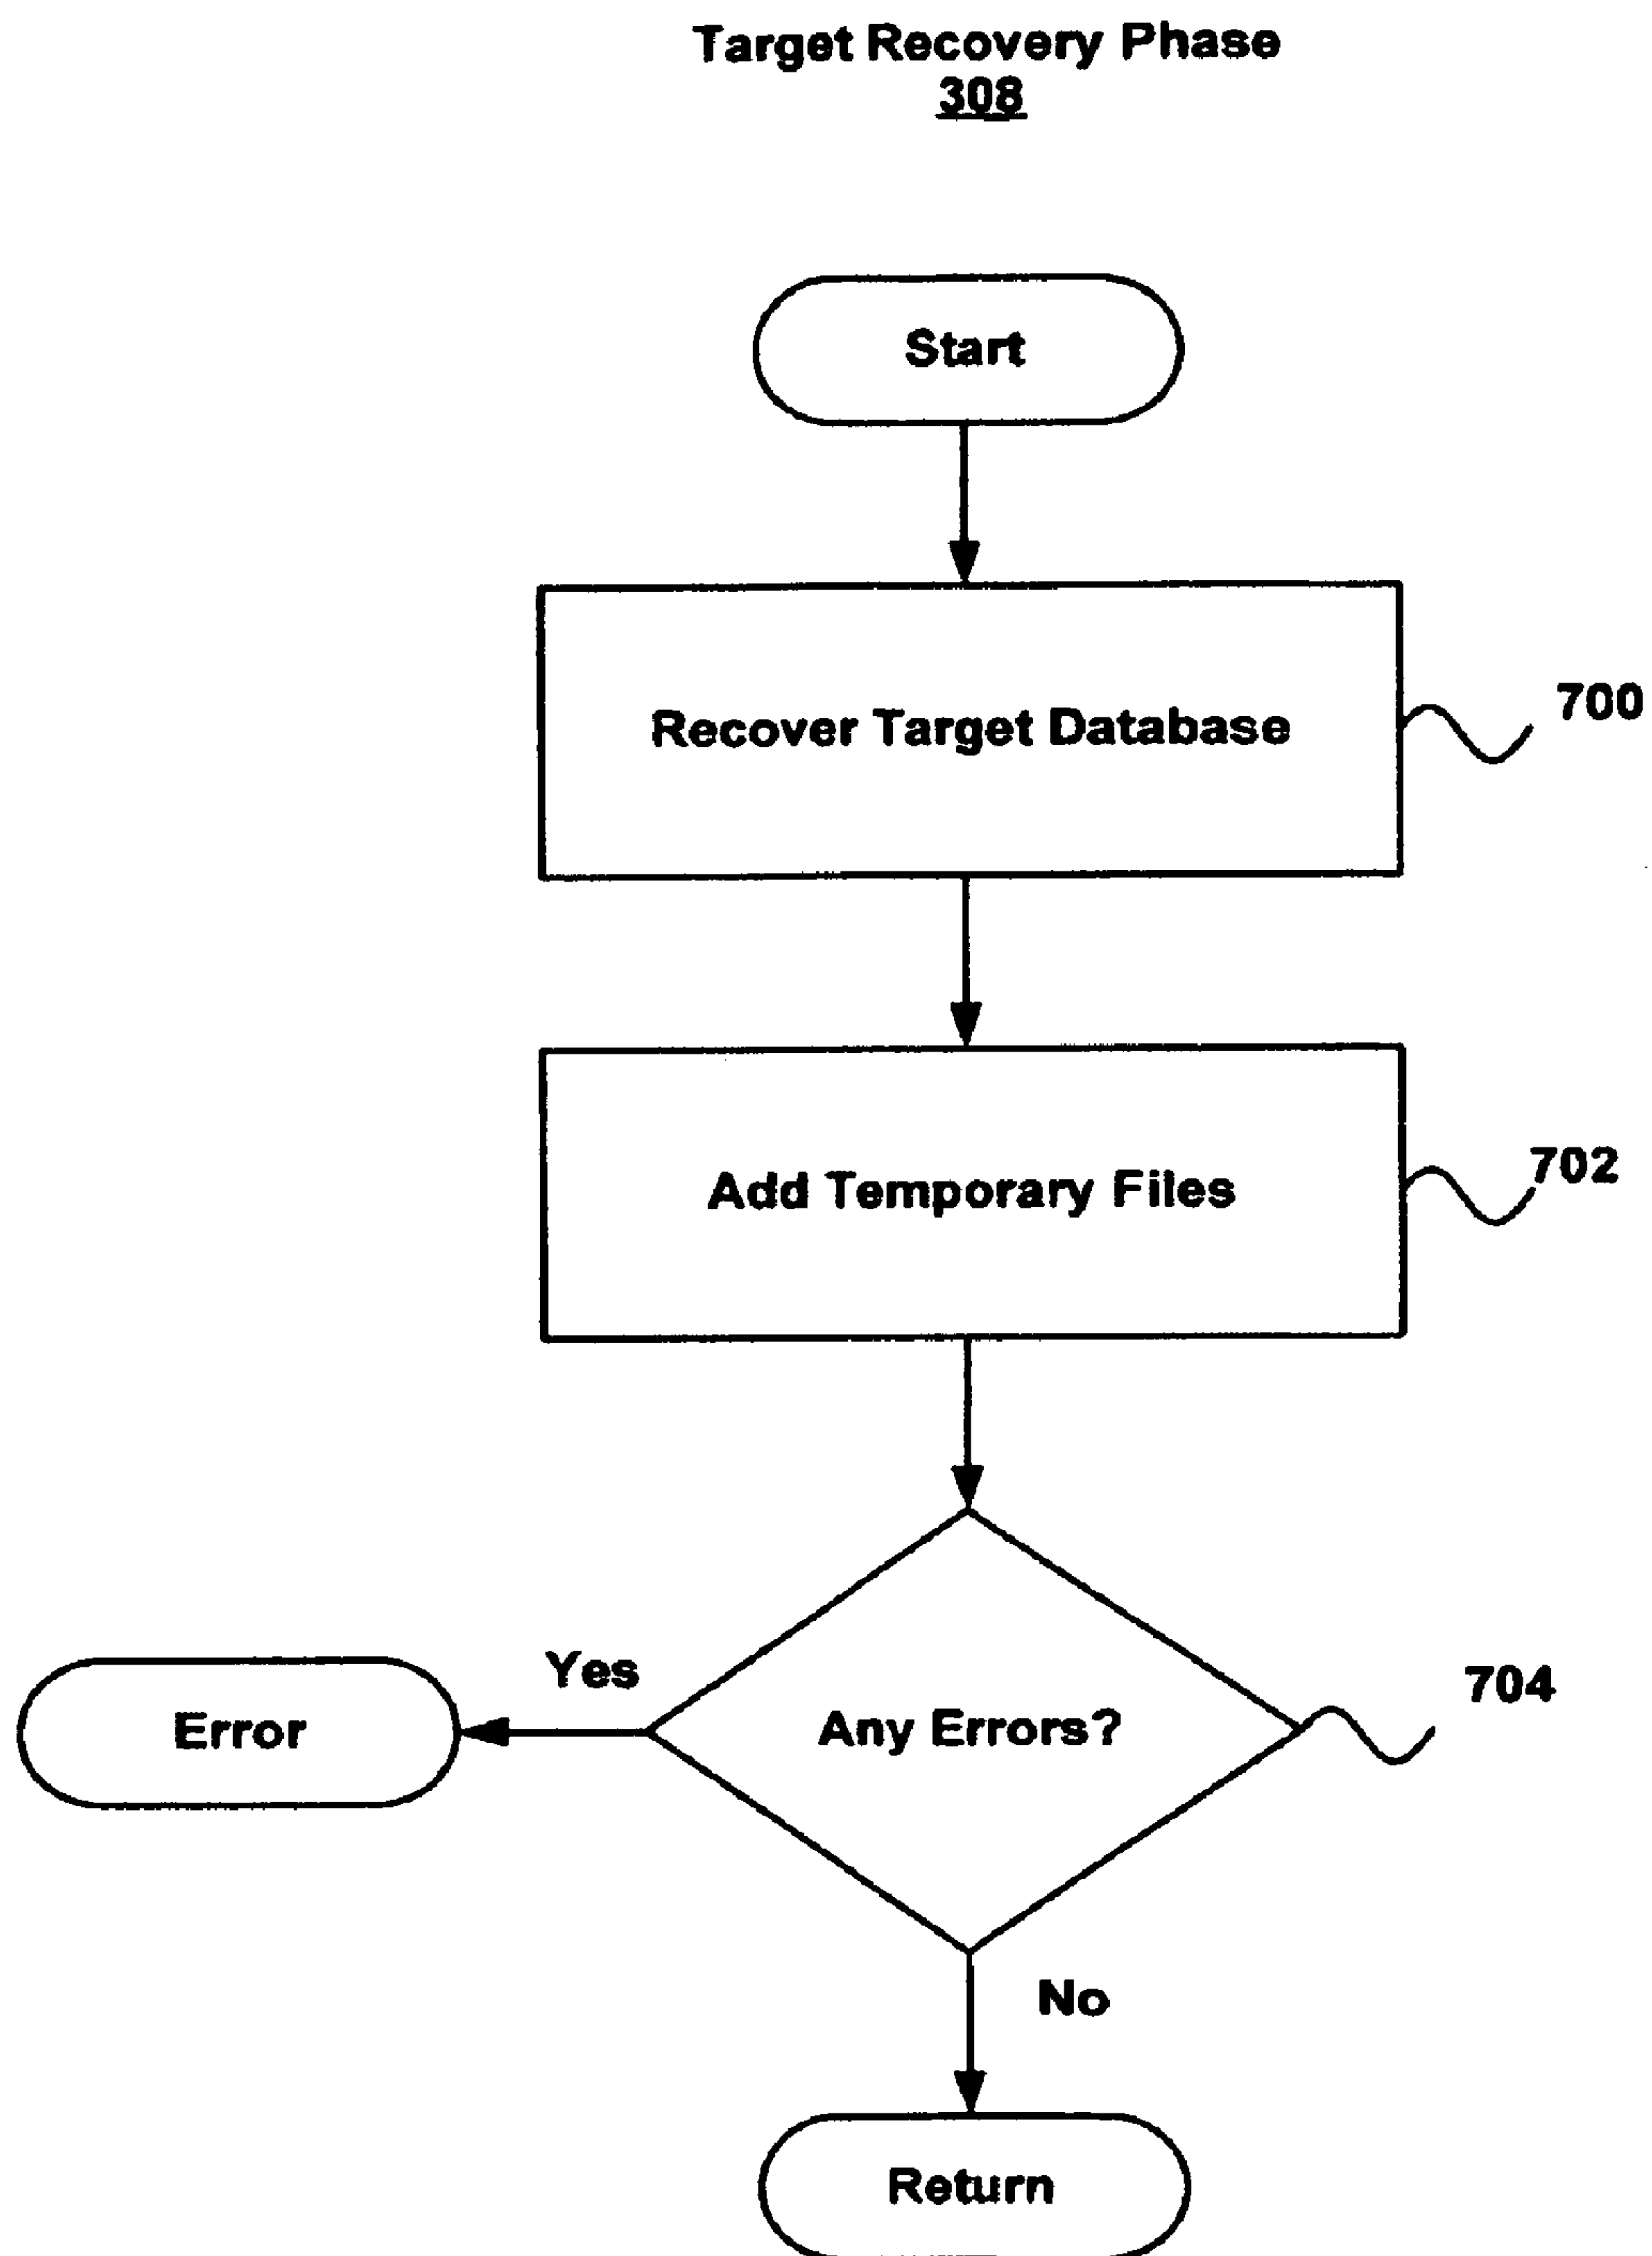 Target Recovery Phase
308
Start
Recover Target Database
700
Add Temporary Files
702
Yes
704
Error
Any Errors?
No
Return